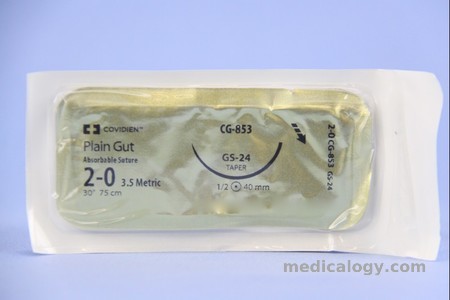 COVIDIEN™
Plain Gut
Absorbable Suture
2-0 3.5 Metric
30" 75 cm
CG-853
GS-24
TAPER
1/2 40 mm
2-0 CG-853 GS-24
medicalogy.com